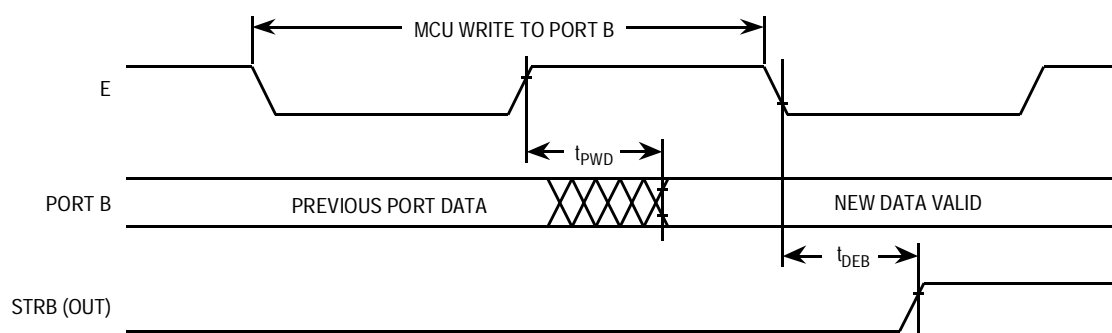 MCU WRITE TO PORT B
E
tPWD
PORT B
PREVIOUS PORT DATA
NEW DATA VALID
tDEB
STRB (OUT)